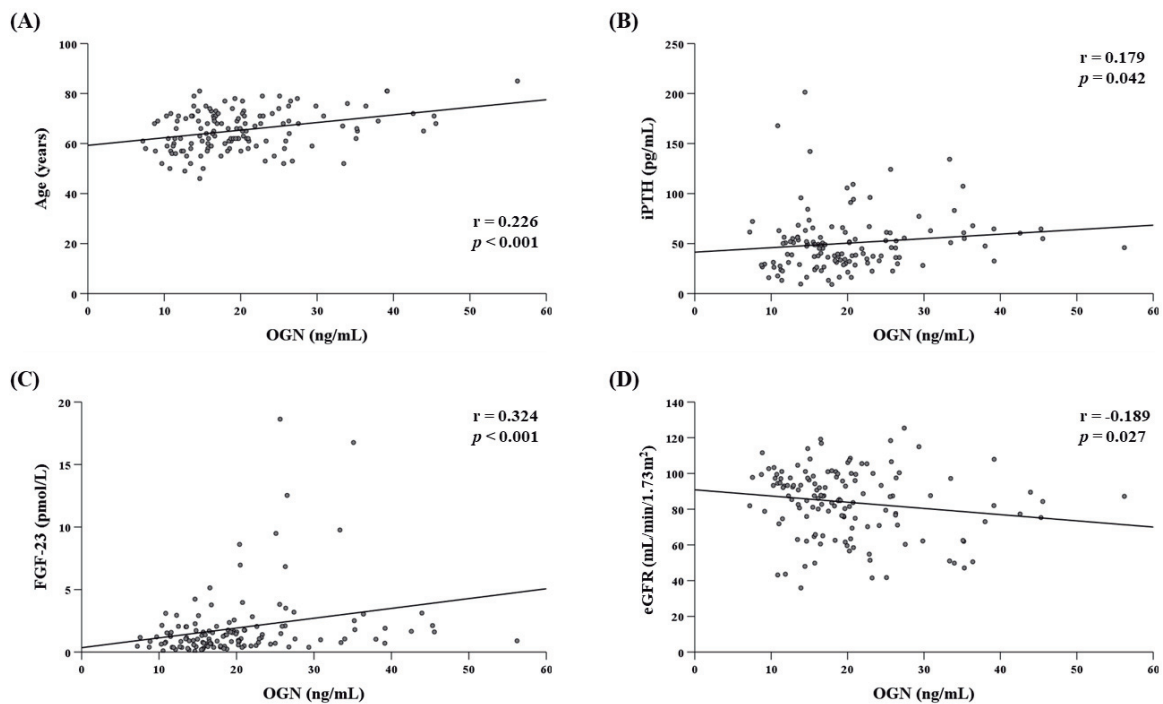 (A)
100
80
60
40
20
0
Age (years)
r = 0.226
p < 0.001
0 10 20 30 40 50 60
OGN (ng/mL)
(B)
250
200
150
100
50
0
iPTH (pg/mL)
r = 0.179
p = 0.042
0 10 20 30 40 50 60
OGN (ng/mL)
(C)
20
15
10
5
0
FGF-23 (pmol/L)
r = 0.324
p < 0.001
0 10 20 30 40 50 60
OGN (ng/mL)
(D)
140
120
100
80
60
40
20
0
eGFR (mL/min/1.73m²)
r = -0.189
p = 0.027
0 10 20 30 40 50 60
OGN (ng/mL)